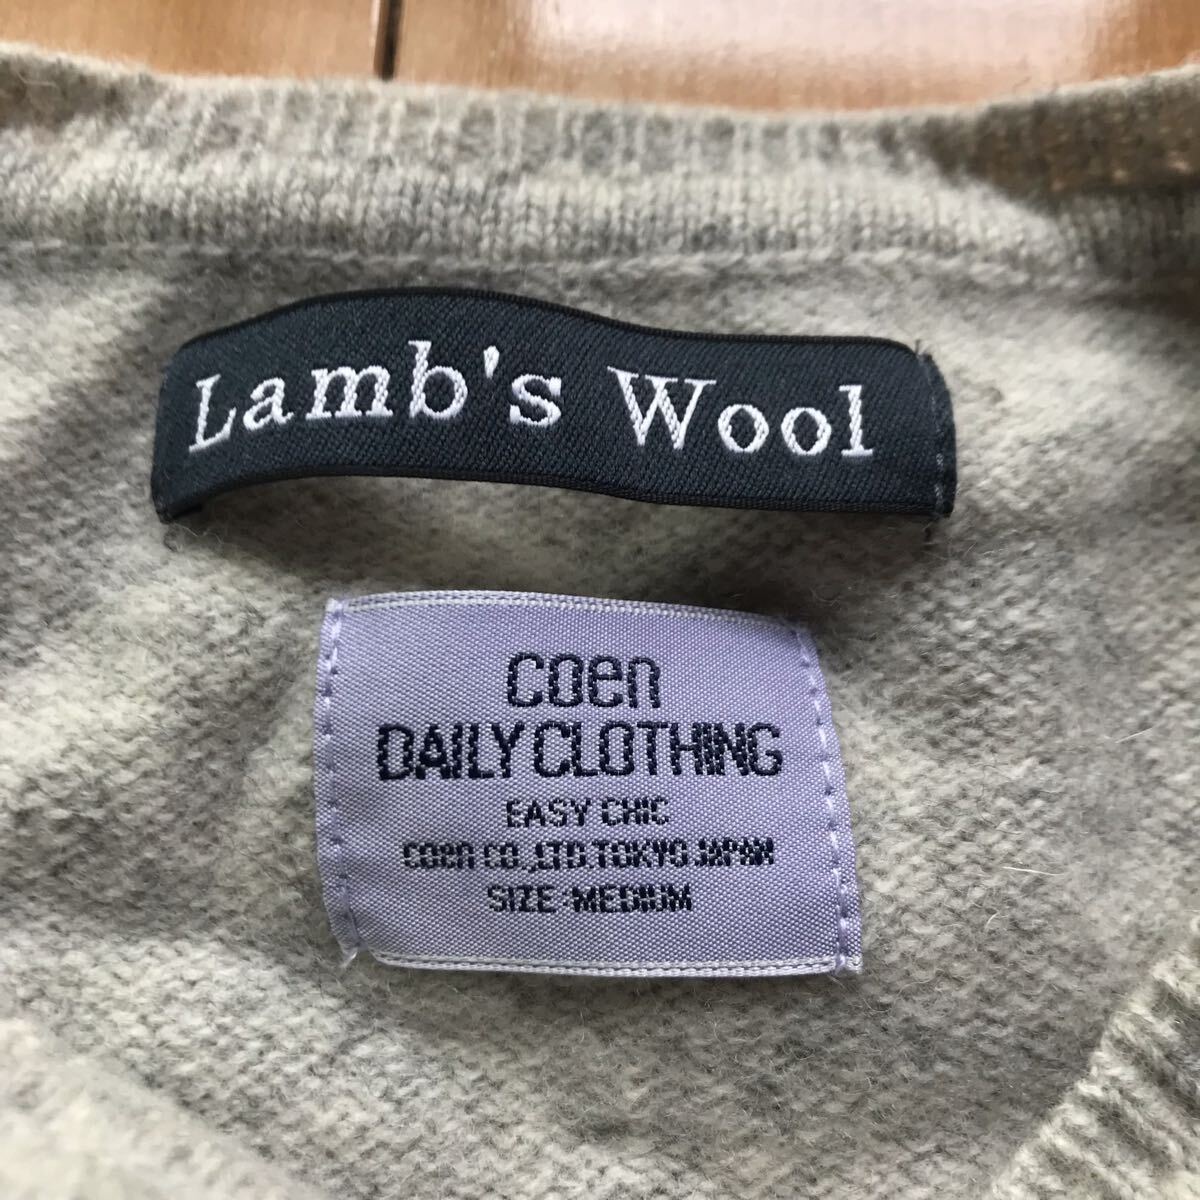 Lamb's Wool
coen
DAILY CLOTHING
EASY CHIC
coen CO.,LTD.TOKYO JAPAN
SIZE:MEDIUM